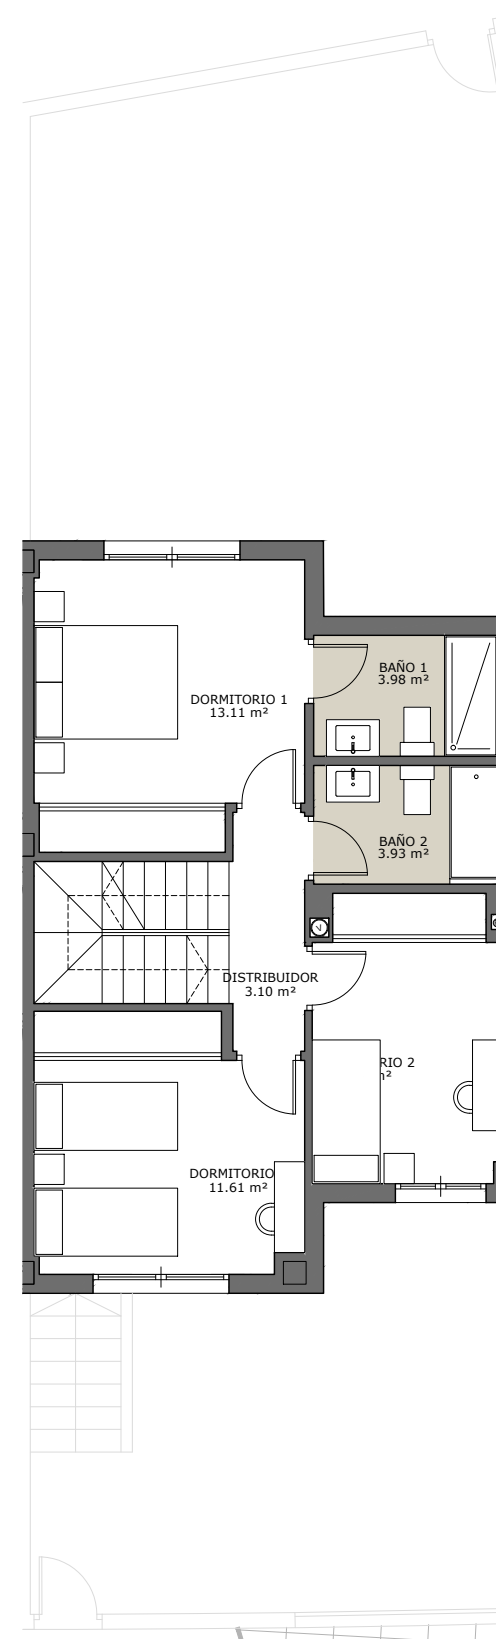 BAÑO 1
3.98 m²
DORMITORIO 1
13.11 m²
BAÑO 2
3.93 m²
DISTRIBUIDOR
3.10 m²
RIO 2
DORMITORIO
11.61 m²